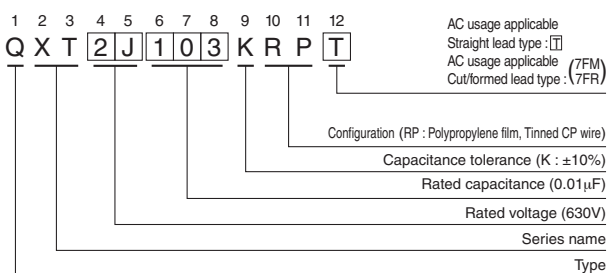 1 2 3 4 5 6 7 8 9 10 11 12
Q X T 2 J 1 0 3 K R P T
AC usage applicable
Straight lead type : T
AC usage applicable
Cut/formed lead type : (7FM
7FR)
Configuration (RP : Polypropylene film, Tinned CP wire)
Capacitance tolerance (K : ±10%)
Rated capacitance (0.01μF)
Rated voltage (630V)
Series name
Type